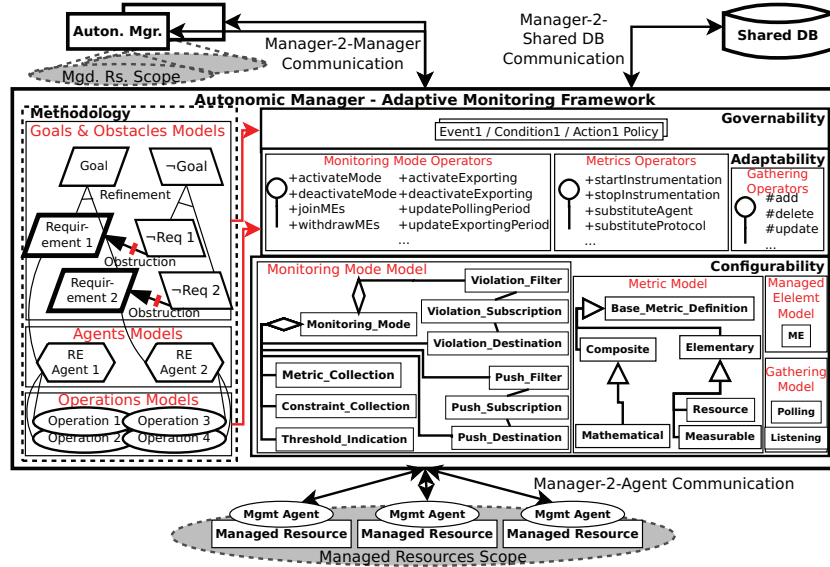 Auton. Mgr.
Mgd. Rs. Scope
Manager-2-Manager
Communication
Manager-2-
Shared DB
Communication
Shared DB
Autonomic Manager - Adaptive Monitoring Framework
Methodology
Goals & Obstacles Models
Goal
¬Goal
Refinement
Requir-
ement 1
¬Req 1
Obstruction
Requir-
ement 2
¬Req 2
Obstruction
Agents Models
RE
Agent 1
RE
Agent 2
Operations Models
Operation 1
Operation 3
Operation 2
Operation 4
Governability
Event1 / Condition1 / Action1 Policy
Adaptability
Monitoring Mode Operators
+activateMode
+deactivateMode
+joinMEs
+withdrawMEs
+activateExporting
+deactivateExporting
+updatePollingPeriod
+updateExportingPeriod
...
Metrics Operators
+startInstrumentation
+stopInstrumentation
+substituteAgent
+substituteProtocol
...
Gathering
Operators
#add
#delete
#update
...
Configurability
Monitoring Mode Model
Violation_Filter
Violation_Subscription
Monitoring_Mode
Violation_Destination
Metric_Collection
Push_Filter
Constraint_Collection
Push_Subscription
Threshold_Indication
Push_Destination
Metric Model
Base_Metric_Definition
Composite
Elementary
Resource
Mathematical
Measurable
Managed
Elelemt
Model
ME
Gathering
Model
Polling
Listening
Manager-2-Agent Communication
Mgmt Agent
Mgmt Agent
Mgmt Agent
Managed Resource
Managed Resource
Managed Resource
Managed Resources Scope